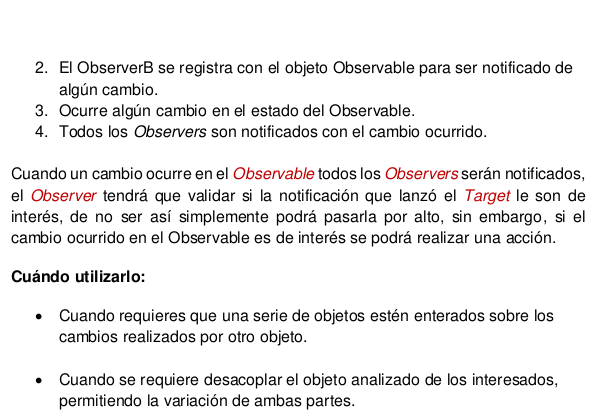 2. El ObserverB se registra con el objeto Observable para ser notificado de
algún cambio.
3. Ocurre algún cambio en el estado del Observable.
4. Todos los Observers son notificados con el cambio ocurrido.
Cuando un cambio ocurre en el Observable todos los Observers serán notificados,
el Observer tendrá que validar si la notificación que lanzó el Target le son de
interés, de no ser así simplemente podrá pasarla por alto, sin embargo, si el
cambio ocurrido en el Observable es de interés se podrá realizar una acción.
Cuándo utilizarlo:
• Cuando requieres que una serie de objetos estén enterados sobre los
cambios realizados por otro objeto.
• Cuando se requiere desacoplar el objeto analizado de los interesados,
permitiendo la variación de ambas partes.